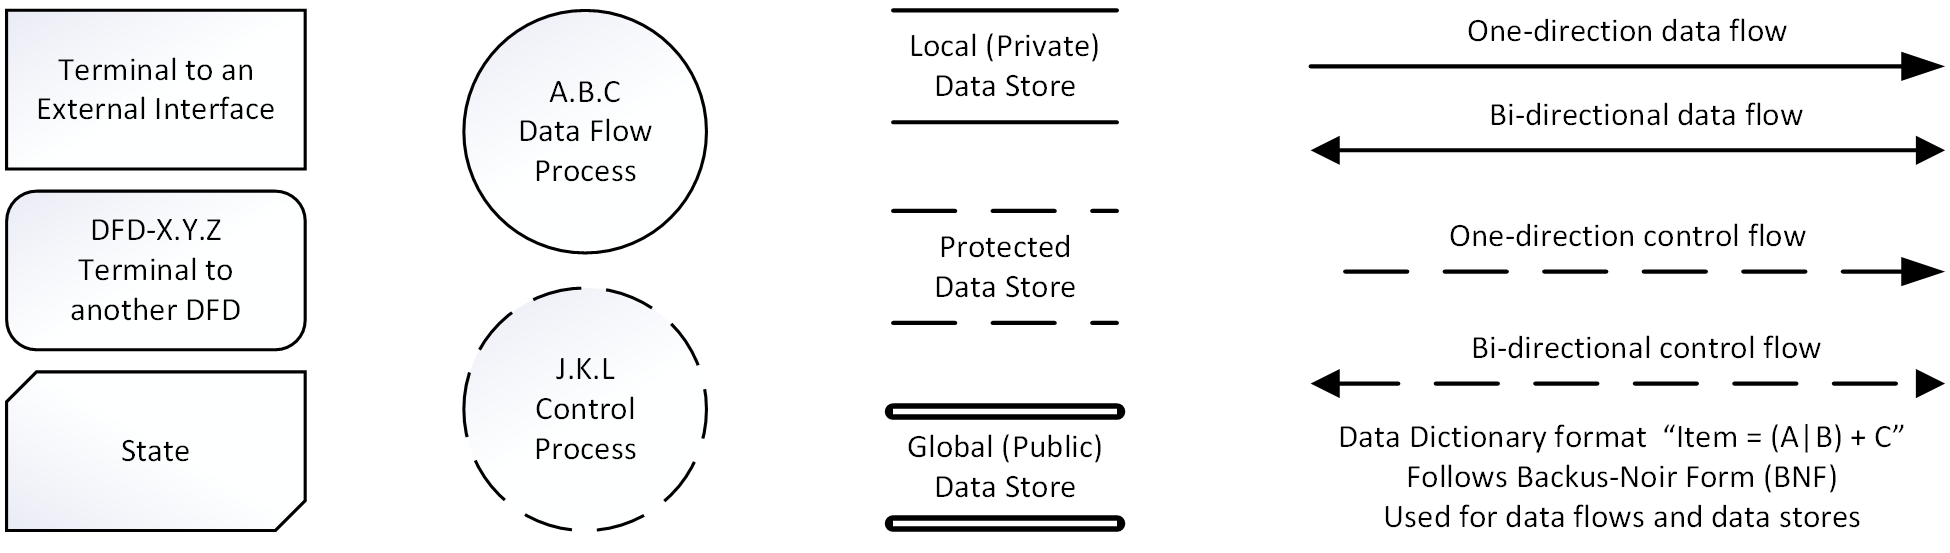 Terminal to an
External Interface
DFD-X.Y.Z
Terminal to
another DFD
State
A.B.C
Data Flow
Process
J.K.L
Control
Process
Local (Private)
Data Store
Protected
Data Store
Global (Public)
Data Store
One-direction data flow
Bi-directional data flow
One-direction control flow
Bi-directional control flow
Data Dictionary format “Item = (A|B) + C”
Follows Backus-Noir Form (BNF)
Used for data flows and data stores